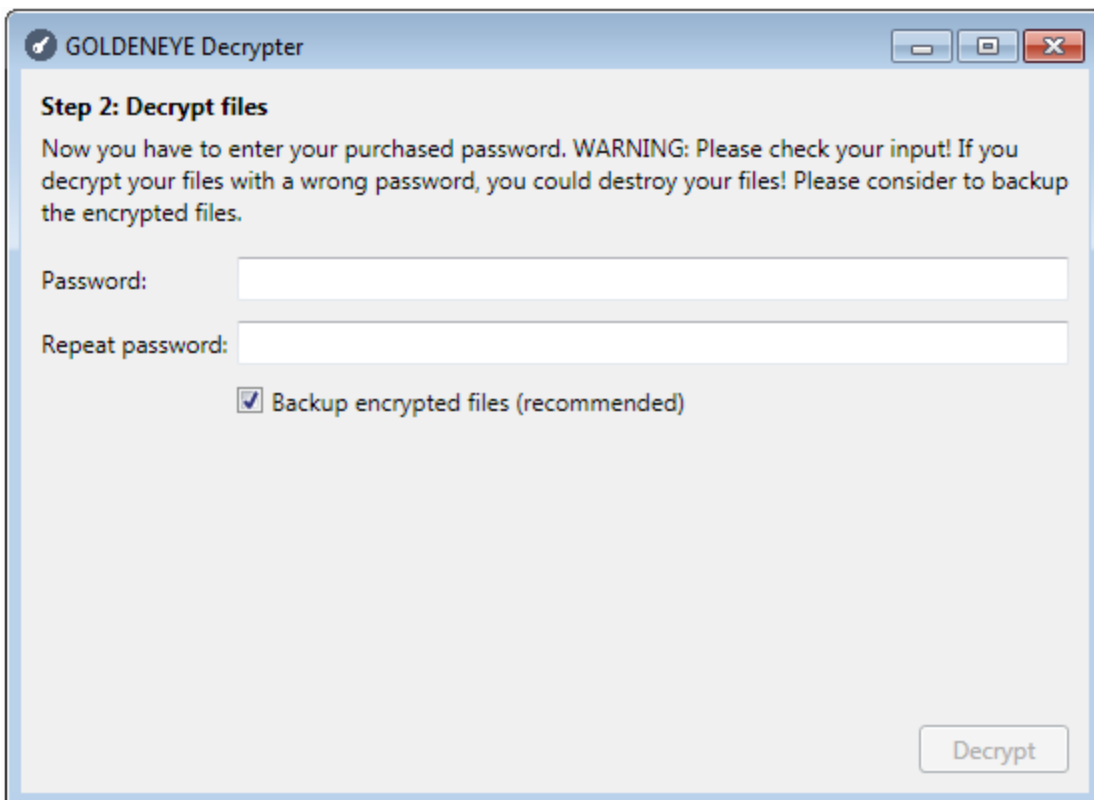 GOLDENEYE Decrypter
Step 2: Decrypt files
Now you have to enter your purchased password. WARNING: Please check your input! If you
decrypt your files with a wrong password, you could destroy your files! Please consider to backup
the encrypted files.
Password:
Repeat password:
Backup encrypted files (recommended)
Decrypt